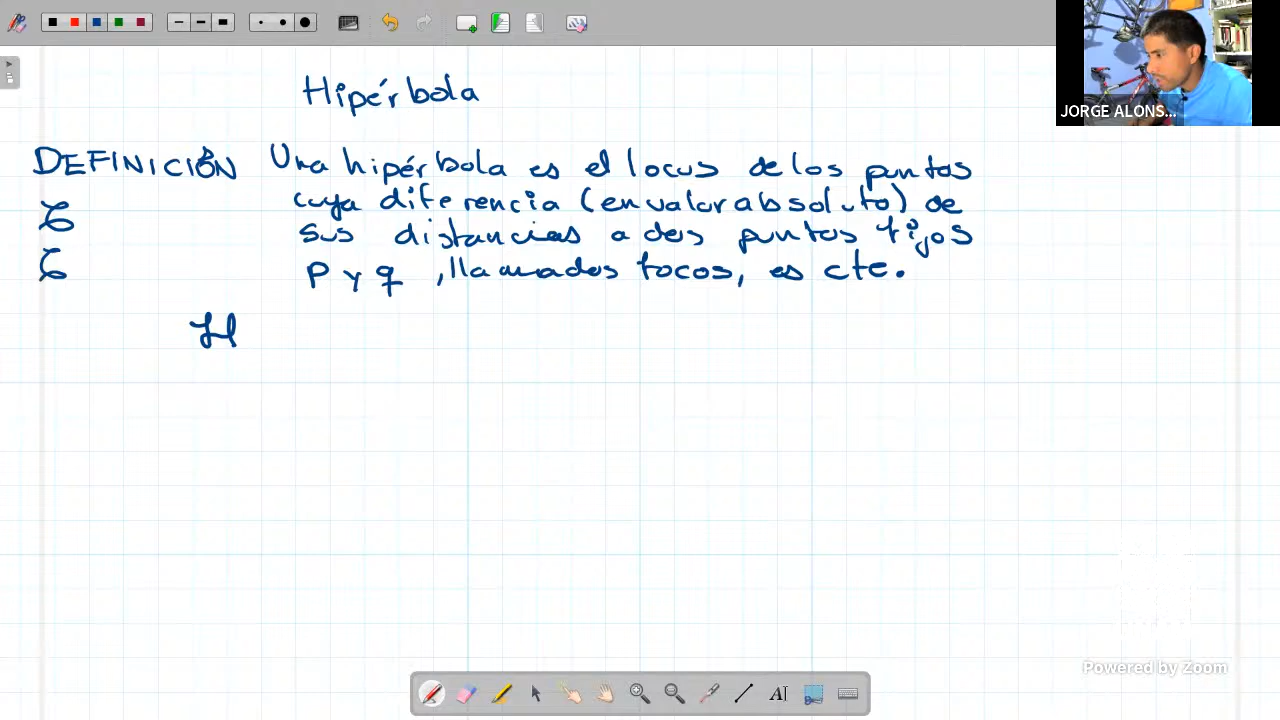 JORGE ALONS...
Hipérbola
DEFINICIÓN Una hipérbola es el locus de los puntos
cuya diferencia (en valor absoluto) de
sus distancias a dos puntos fijos
p y q, llamados focos, es cte.
H
AI
Powered by Zoom